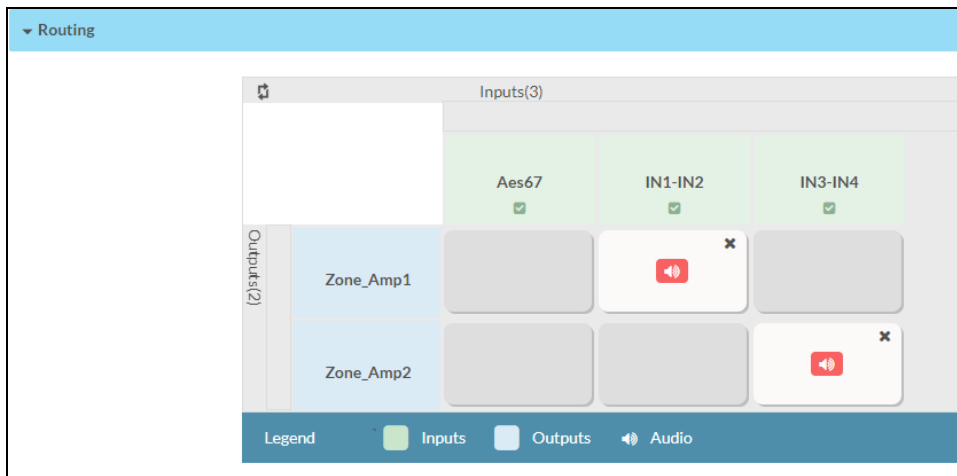 Routing
Inputs(3)
Aes67 IN1-IN2 IN3-IN4
Outputs(2)
Zone_Amp1
Zone_Amp2
Legend Inputs Outputs Audio